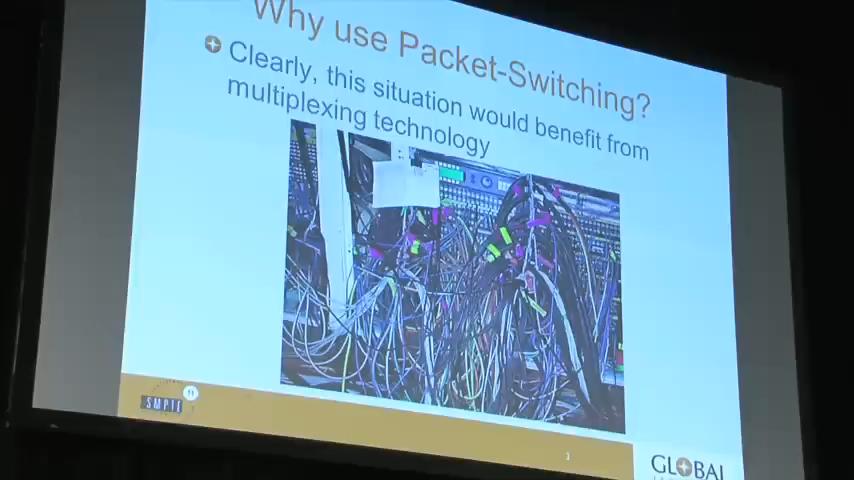 Why use Packet-Switching?
Clearly, this situation would benefit from
multiplexing technology
SMPTE
GLOBAL